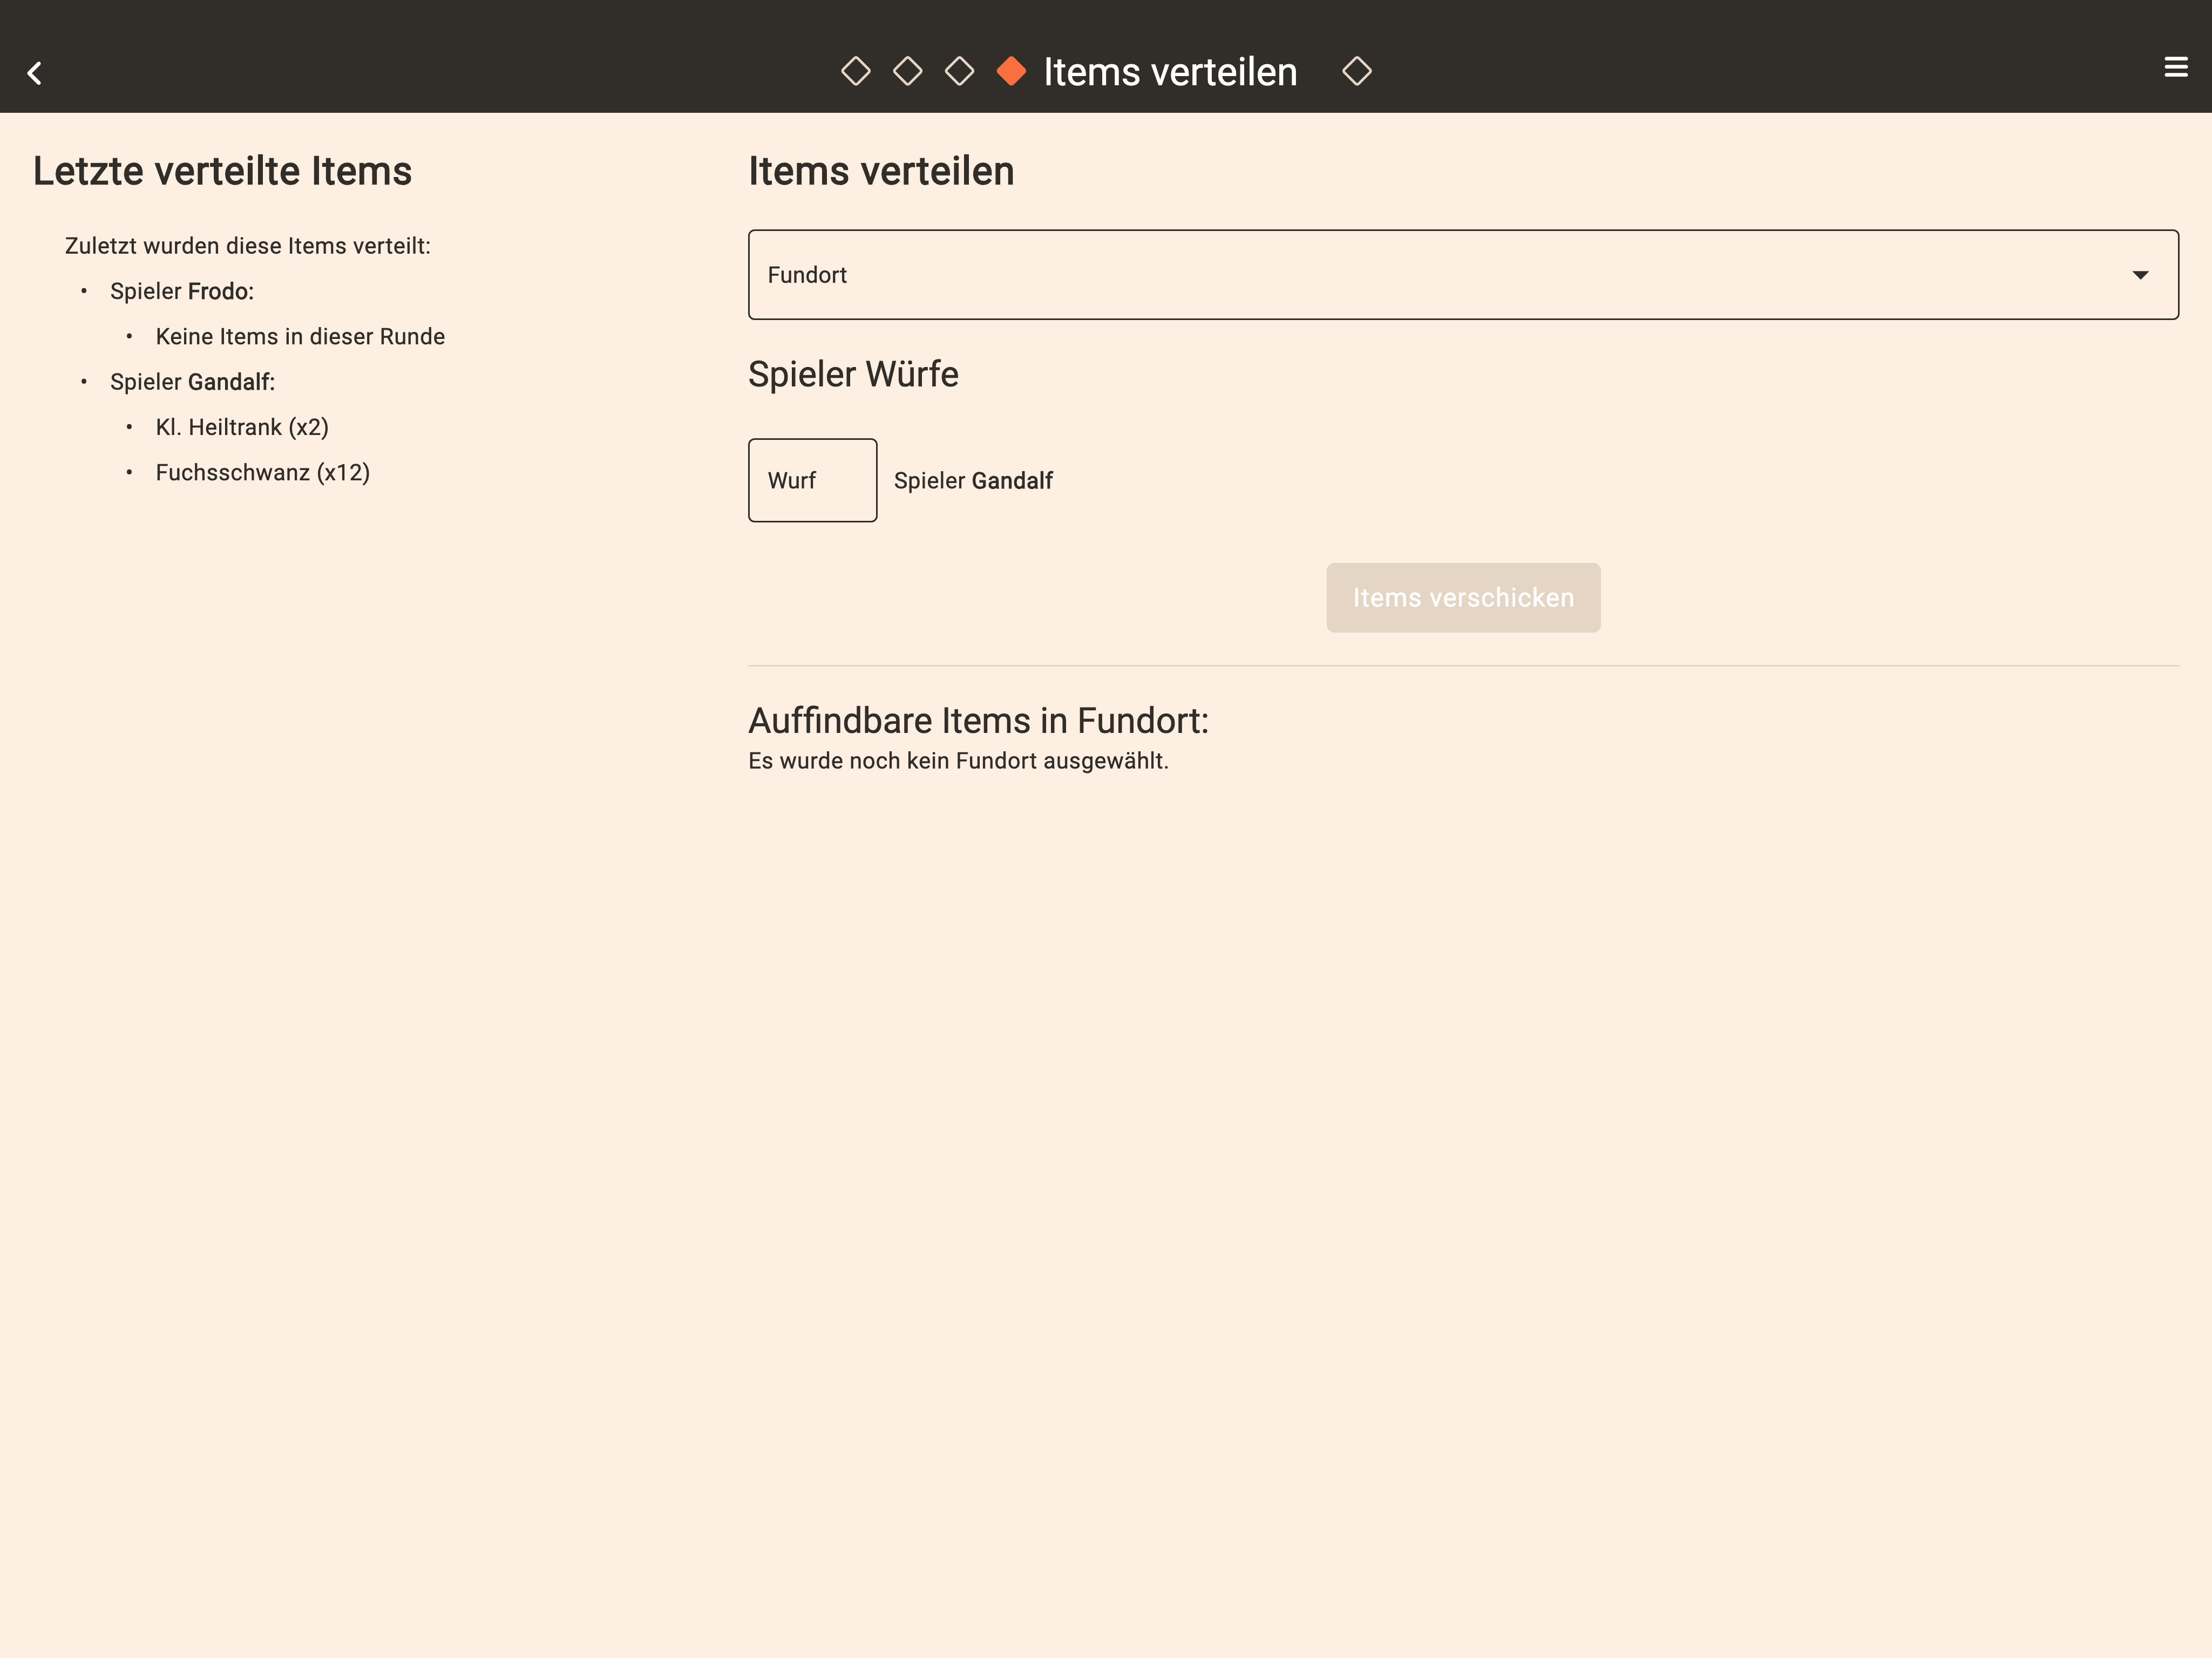 Items verteilen
Letzte verteilte Items
Zuletzt wurden diese Items verteilt:
• Spieler Frodo:
• Keine Items in dieser Runde
• Spieler Gandalf:
• Kl. Heiltrank (x2)
• Fuchsschwanz (x12)
Items verteilen
Fundort
Spieler Würfe
Wurf Spieler Gandalf
Items verschicken
Auffindbare Items in Fundort:
Es wurde noch kein Fundort ausgewählt.